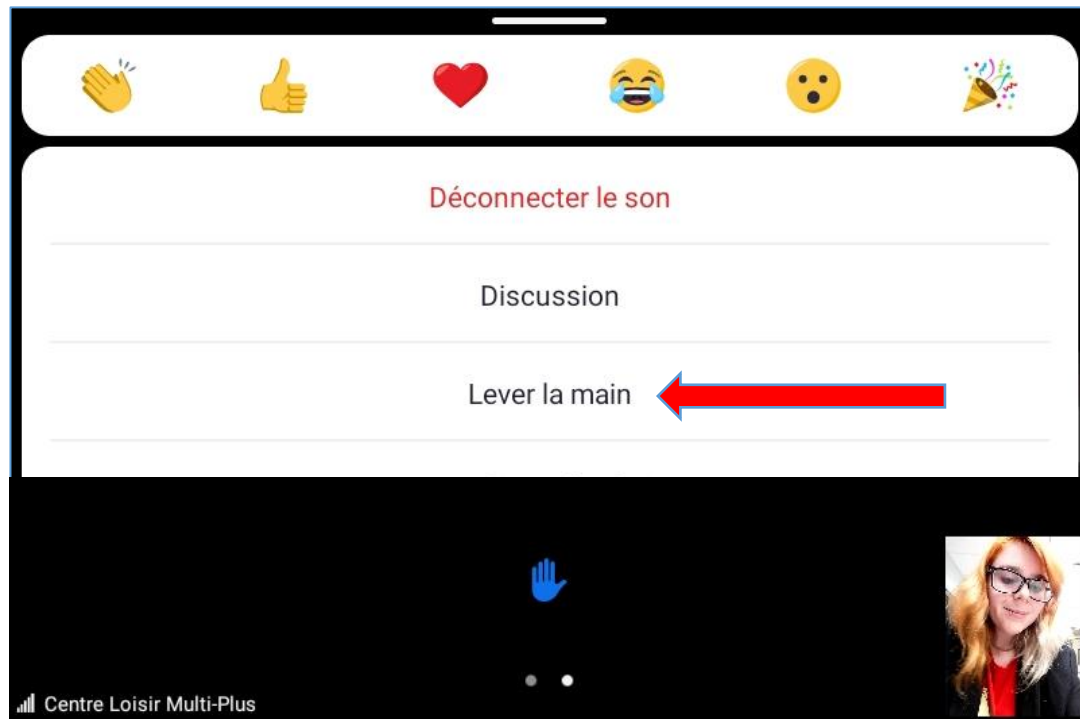 Déconnecter le son
Discussion
Lever la main
Centre Loisir Multi-Plus